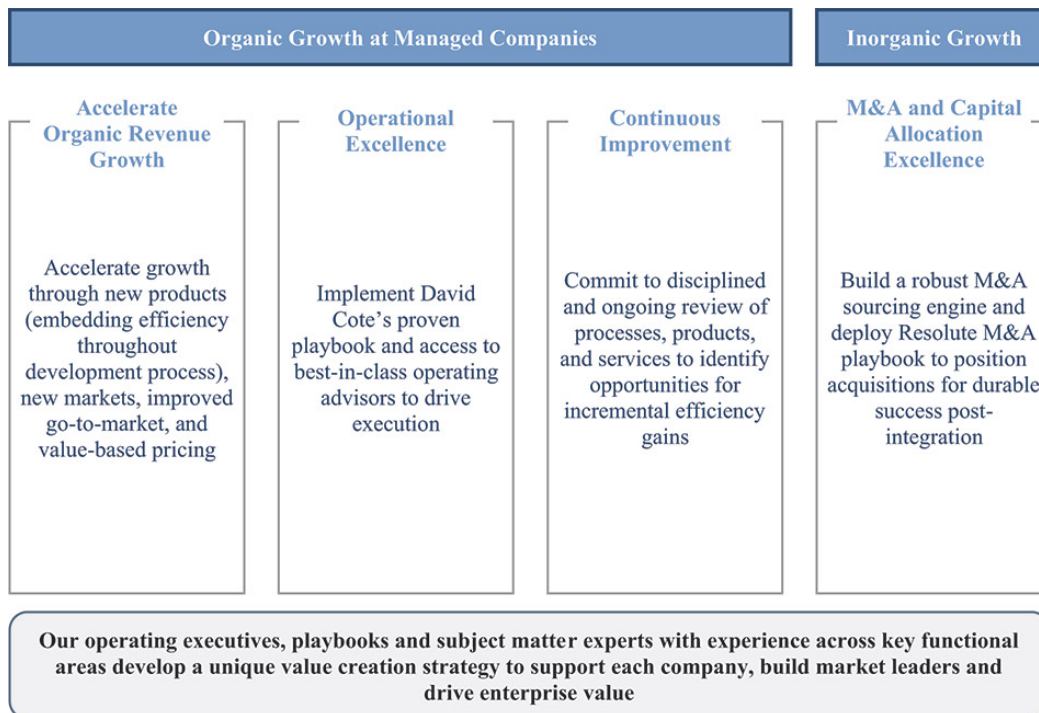 Organic Growth at Managed Companies
Inorganic Growth
Accelerate
Organic Revenue
Growth
Operational
Excellence
Continuous
Improvement
M&A and Capital
Allocation
Excellence
Accelerate growth
through new products
(embedding efficiency
throughout
development process),
new markets, improved
go-to-market, and
value-based pricing
Implement David
Cote’s proven
playbook and access to
best-in-class operating
advisors to drive
execution
Commit to disciplined
and ongoing review of
processes, products,
and services to identify
opportunities for
incremental efficiency
gains
Build a robust M&A
sourcing engine and
deploy Resolute M&A
playbook to position
acquisitions for durable
success post-
integration
Our operating executives, playbooks and subject matter experts with experience across key functional
areas develop a unique value creation strategy to support each company, build market leaders and
drive enterprise value